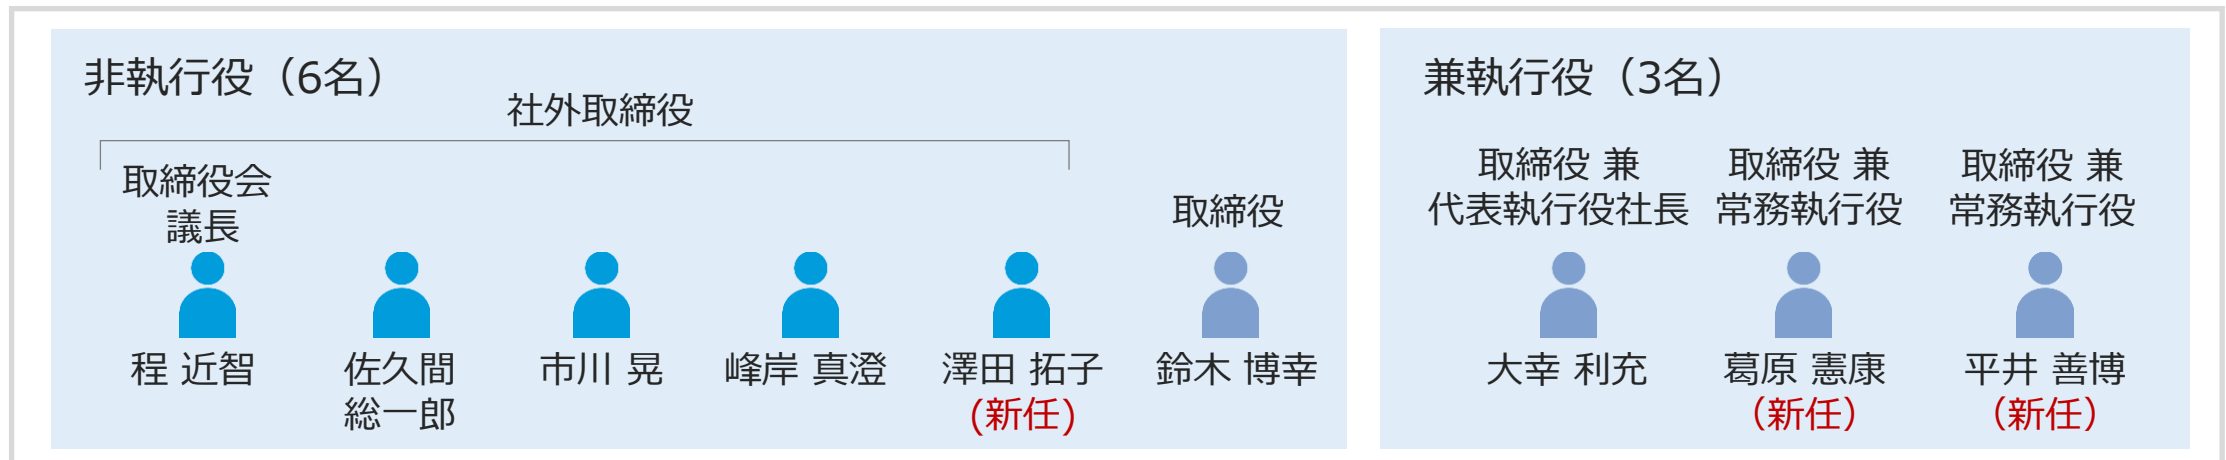 非執行役（6名）
社外取締役
取締役会
議長
取締役
程 近智
佐久間
総一郎
市川 晃
峰岸 真澄
澤田 拓子
(新任)
鈴木 博幸
兼執行役（3名）
取締役 兼
代表執行役社長
取締役 兼
常務執行役
取締役 兼
常務執行役
大幸 利充
葛原 憲康
（新任）
平井 善博
（新任）